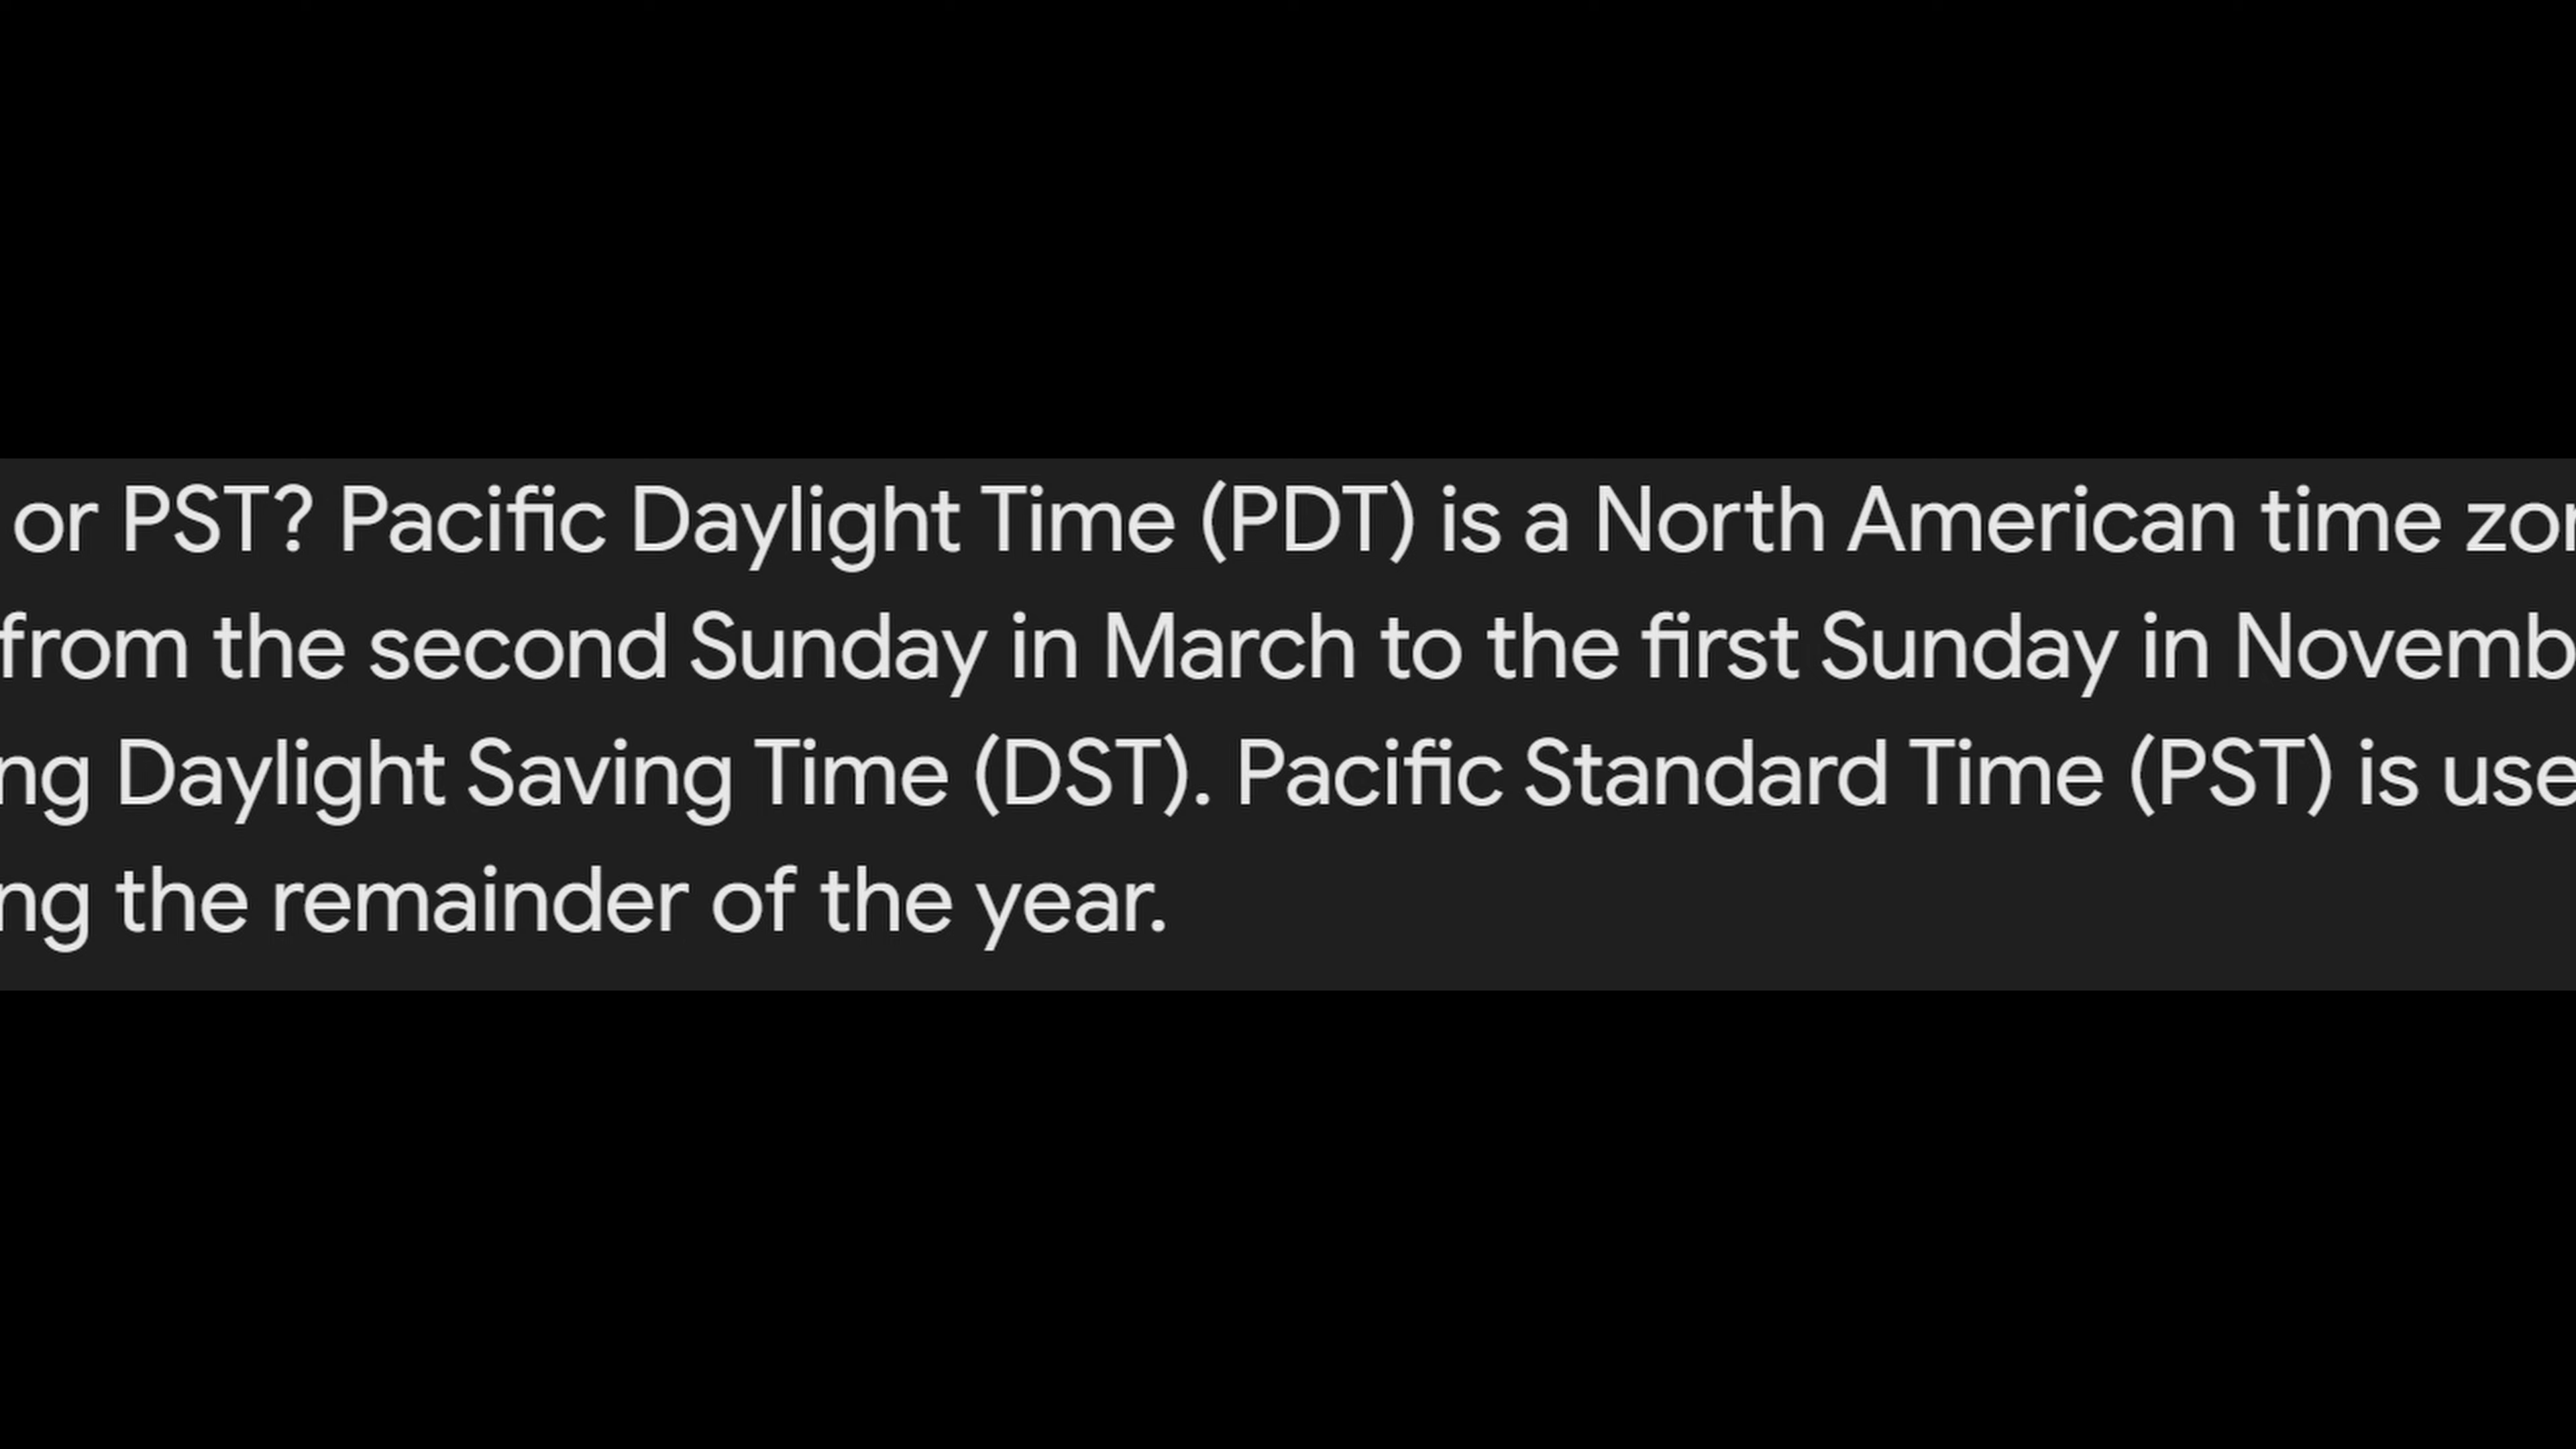 or PST? Pacific Daylight Time (PDT) is a North American time zon
from the second Sunday in March to the first Sunday in Novemb
ng Daylight Saving Time (DST). Pacific Standard Time (PST) is use
ng the remainder of the year.